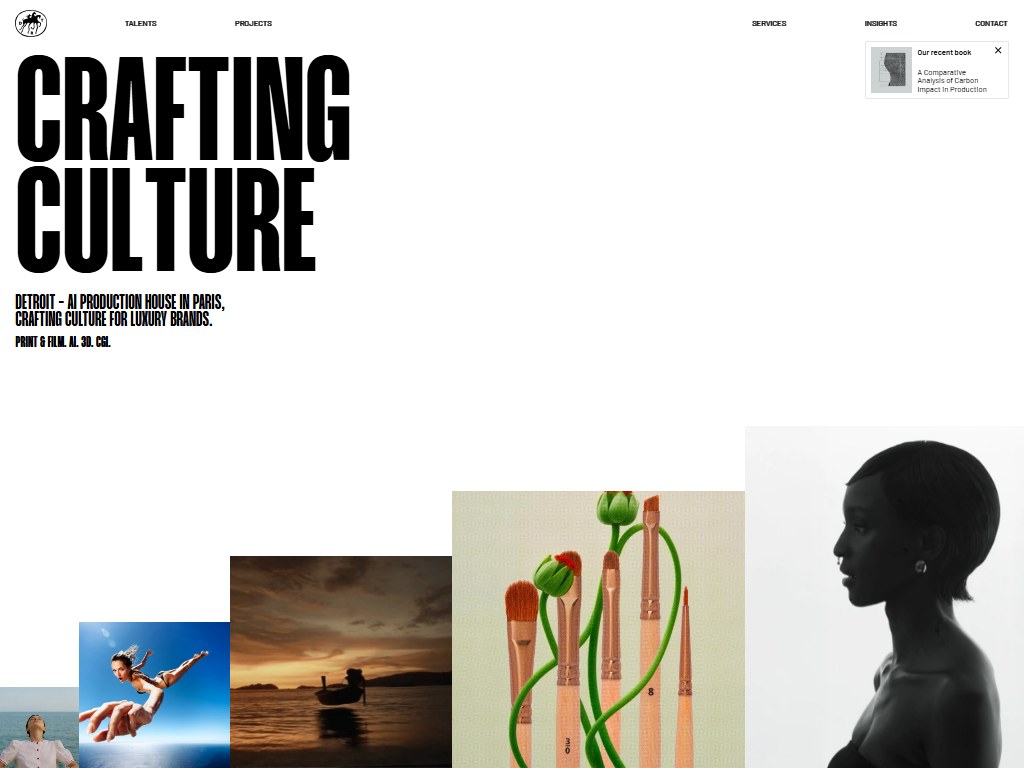 TALENTS
PROJECTS
SERVICES
INSIGHTS
CONTACT
Our recent book
A Comparative
Analysis of Carbon
Impact in Production
CRAFTING
CULTURE
DETROIT – AI PRODUCTION HOUSE IN PARIS,
CRAFTING CULTURE FOR LUXURY BRANDS.
PRINT & FILM. AI. 3D. CGI.
8